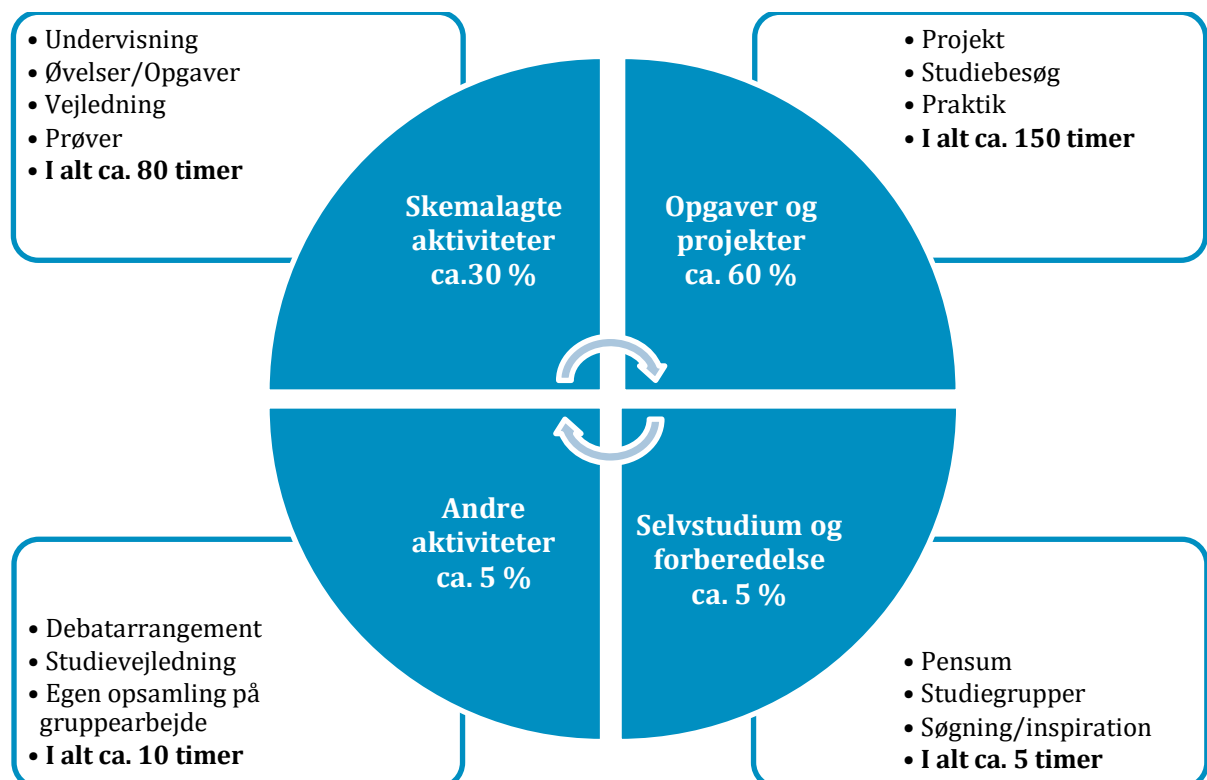 • Undervisning
• Øvelser/Opgaver
• Vejledning
• Prøver
• I alt ca. 80 timer
• Projekt
• Studiebesøg
• Praktik
• I alt ca. 150 timer
Skemalagte
aktiviteter
ca.30 %
Opgaver og
projekter
ca. 60 %
Andre
aktiviteter
ca. 5 %
Selvstudium og
forberedelse
ca. 5 %
• Debatarrangement
• Studievejledning
• Egen opsamling på
gruppearbejde
• I alt ca. 10 timer
• Pensum
• Studiegrupper
• Søgning/inspiration
• I alt ca. 5 timer